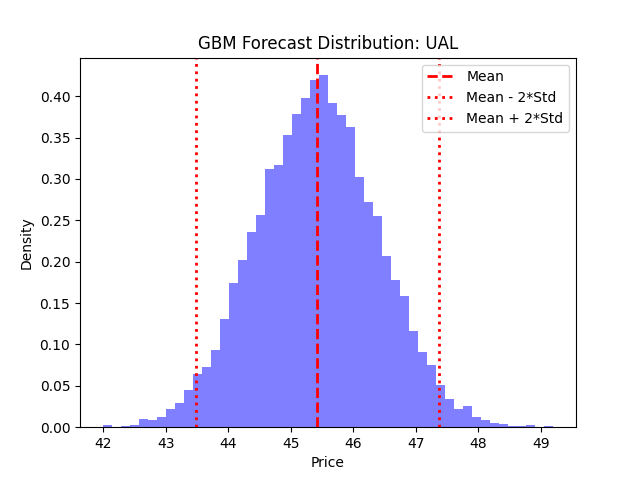 GBM Forecast Distribution: UAL
Mean
Mean - 2*Std
Mean + 2*Std
0.40
0.35
0.30
0.25
0.20
0.15
0.10
0.05
0.00
Density
42 43 44 45 46 47 48 49
Price